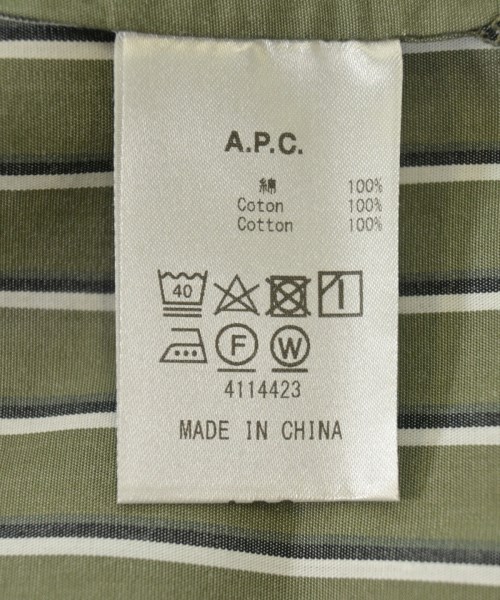 A.P.C.
綿 100%
Coton 100%
Cotton 100%
40
F W
4114423
MADE IN CHINA